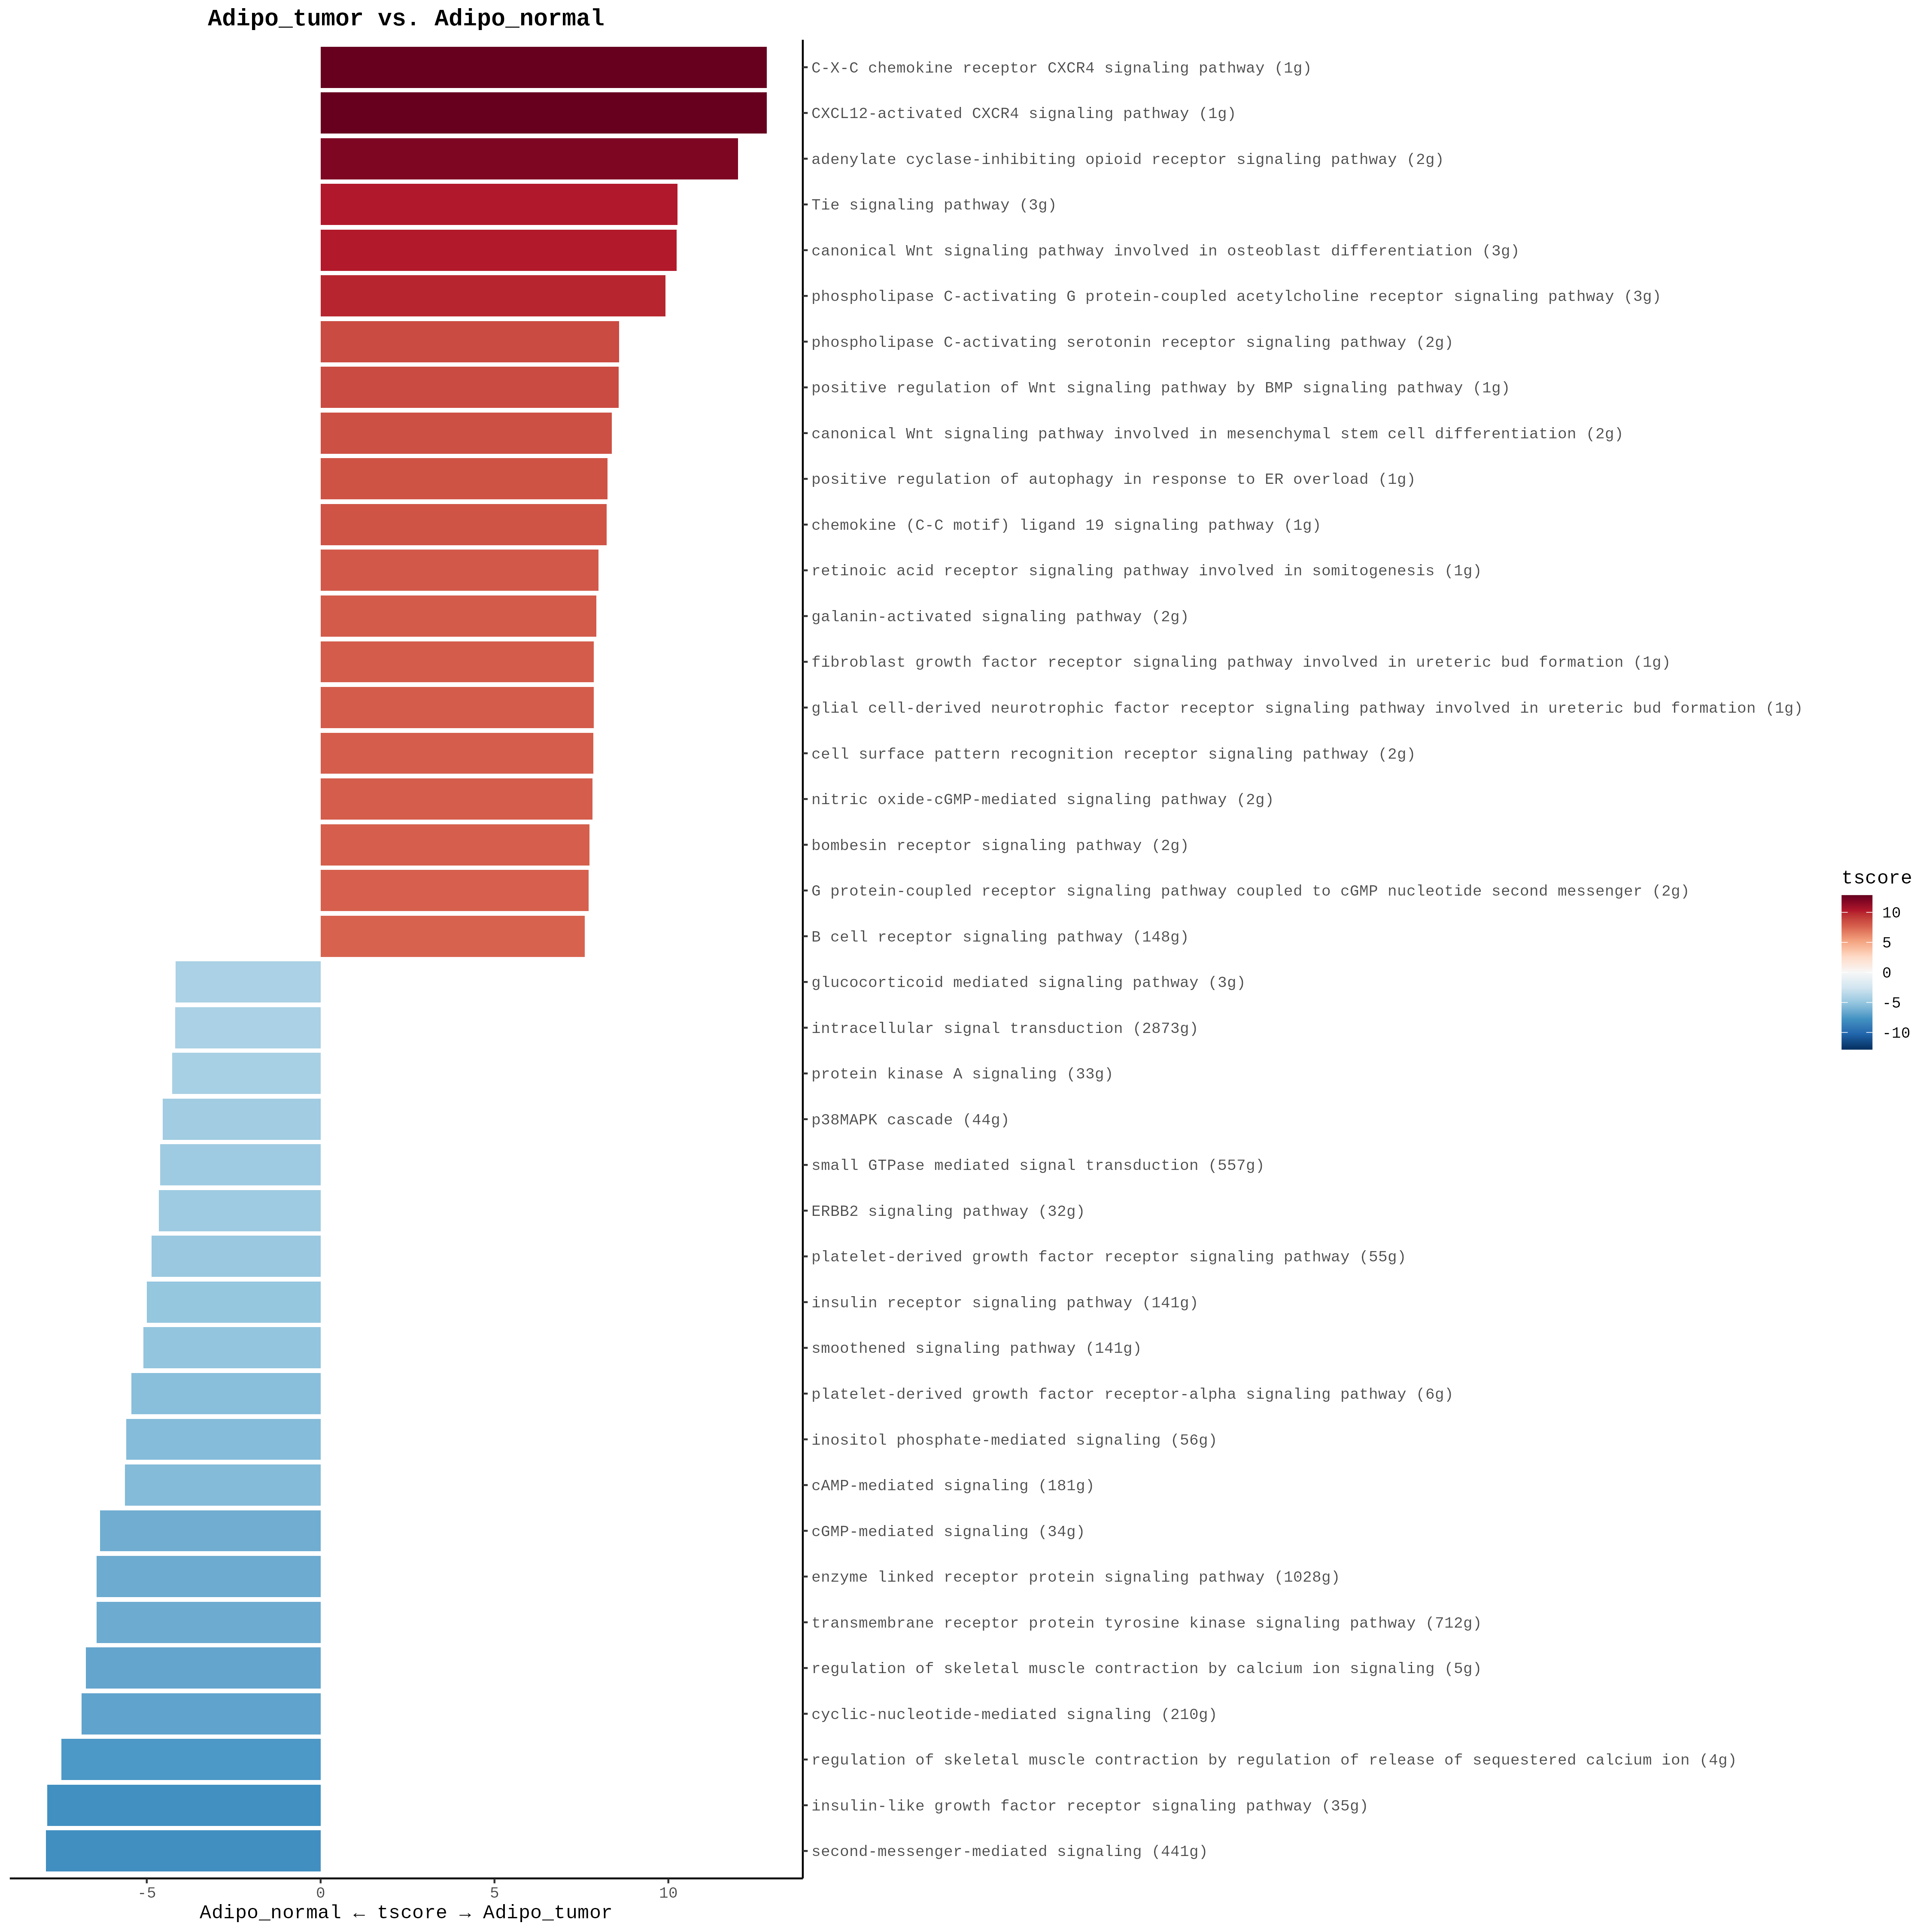 Adipo_tumor vs. Adipo_normal
C-X-C chemokine receptor CXCR4 signaling pathway (1g)
CXCL12-activated CXCR4 signaling pathway (1g)
adenylate cyclase-inhibiting opioid receptor signaling pathway (2g)
Tie signaling pathway (3g)
canonical Wnt signaling pathway involved in osteoblast differentiation (3g)
phospholipase C-activating G protein-coupled acetylcholine receptor signaling pathway (3g)
phospholipase C-activating serotonin receptor signaling pathway (2g)
positive regulation of Wnt signaling pathway by BMP signaling pathway (1g)
canonical Wnt signaling pathway involved in mesenchymal stem cell differentiation (2g)
positive regulation of autophagy in response to ER overload (1g)
chemokine (C-C motif) ligand 19 signaling pathway (1g)
retinoic acid receptor signaling pathway involved in somitogenesis (1g)
galanin-activated signaling pathway (2g)
fibroblast growth factor receptor signaling pathway involved in ureteric bud formation (1g)
glial cell-derived neurotrophic factor receptor signaling pathway involved in ureteric bud formation (1g)
cell surface pattern recognition receptor signaling pathway (2g)
nitric oxide-cGMP-mediated signaling pathway (2g)
bombesin receptor signaling pathway (2g)
G protein-coupled receptor signaling pathway coupled to cGMP nucleotide second messenger (2g)
B cell receptor signaling pathway (148g)
glucocorticoid mediated signaling pathway (3g)
intracellular signal transduction (2873g)
protein kinase A signaling (33g)
p38MAPK cascade (44g)
small GTPase mediated signal transduction (557g)
ERBB2 signaling pathway (32g)
platelet-derived growth factor receptor signaling pathway (55g)
insulin receptor signaling pathway (141g)
smoothened signaling pathway (141g)
platelet-derived growth factor receptor-alpha signaling pathway (6g)
inositol phosphate-mediated signaling (56g)
cAMP-mediated signaling (181g)
cGMP-mediated signaling (34g)
enzyme linked receptor protein signaling pathway (1028g)
transmembrane receptor protein tyrosine kinase signaling pathway (712g)
regulation of skeletal muscle contraction by calcium ion signaling (5g)
cyclic-nucleotide-mediated signaling (210g)
regulation of skeletal muscle contraction by regulation of release of sequestered calcium ion (4g)
insulin-like growth factor receptor signaling pathway (35g)
second-messenger-mediated signaling (441g)
-5 0 5 10
Adipo_normal ← tscore → Adipo_tumor
tscore
10
5
0
-5
-10